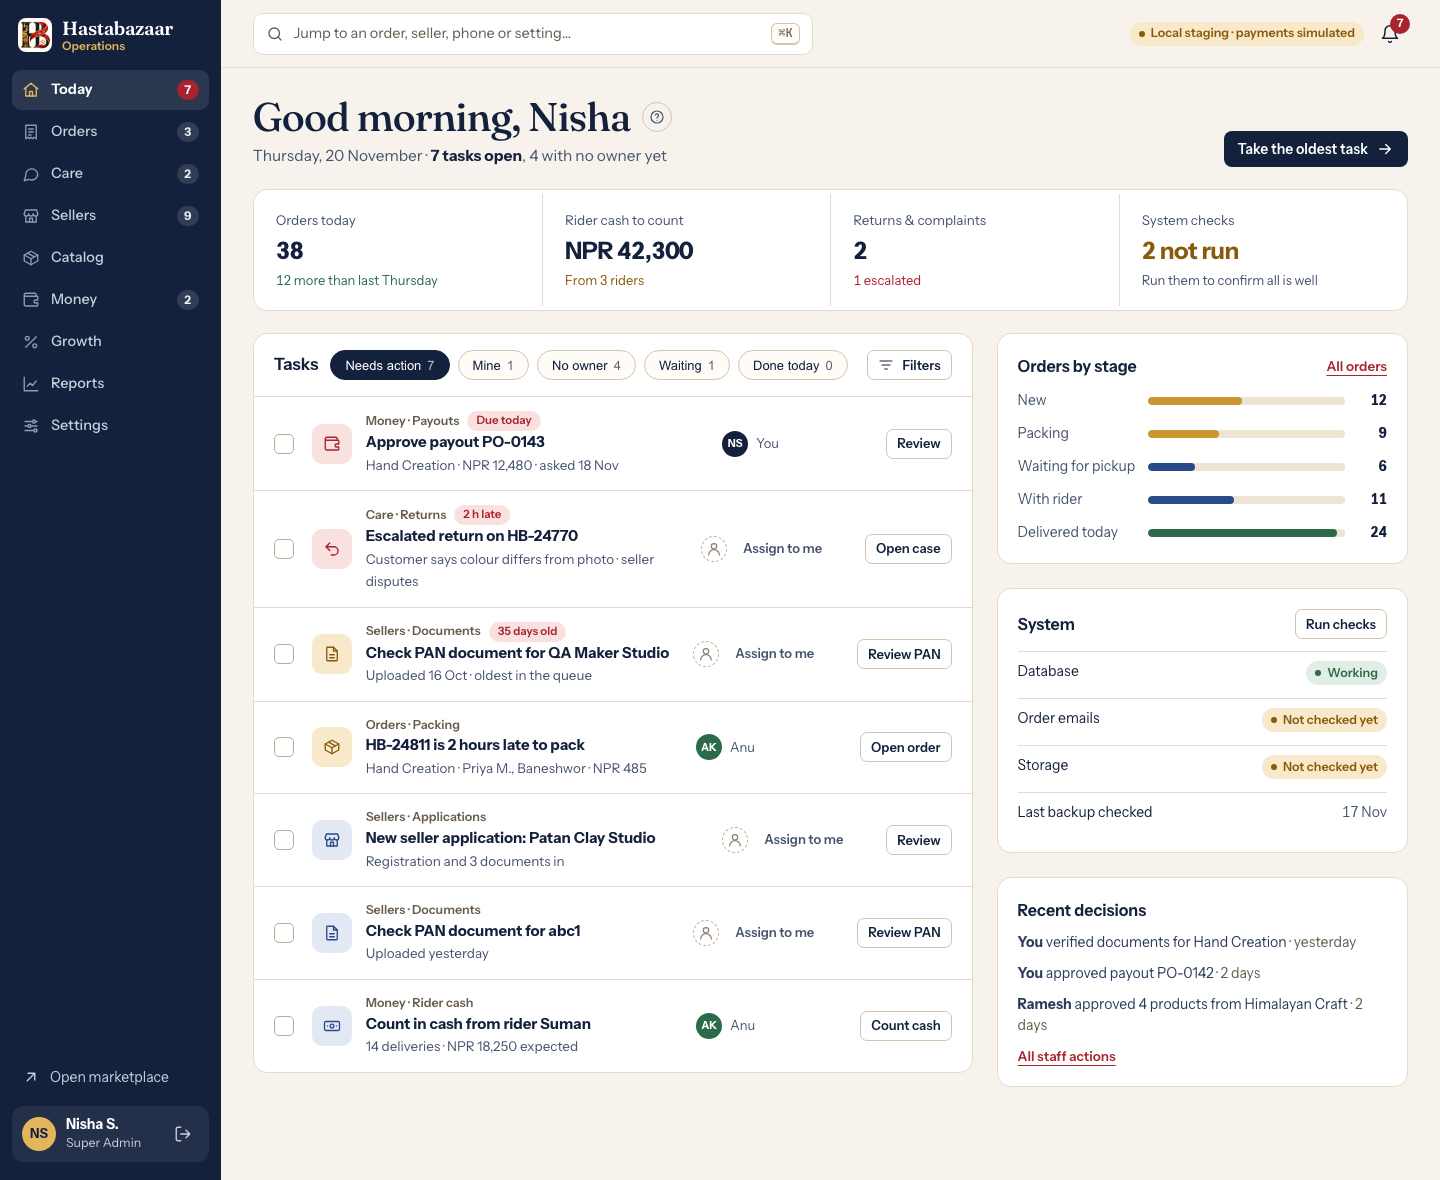 Hastabazaar
Operations
Today 7
Orders 3
Care 2
Sellers 9
Catalog
Money 2
Growth
Reports
Settings
Open marketplace
NS
Nisha S.
Super Admin
Jump to an order, seller, phone or setting...
⌘K
Local staging · payments simulated
7
Good morning, Nisha
Thursday, 20 November · 7 tasks open, 4 with no owner yet
Take the oldest task →
Orders today
38
12 more than last Thursday
Rider cash to count
NPR 42,300
From 3 riders
Returns & complaints
2
1 escalated
System checks
2 not run
Run them to confirm all is well
Tasks
Needs action 7
Mine 1
No owner 4
Waiting 1
Done today 0
Filters
Money · Payouts Due today
Approve payout PO-0143
Hand Creation · NPR 12,480 · asked 18 Nov
NS You
Review
Care · Returns 2 h late
Escalated return on HB-24770
Customer says colour differs from photo · seller
disputes
Assign to me
Open case
Sellers · Documents 35 days old
Check PAN document for QA Maker Studio
Uploaded 16 Oct · oldest in the queue
Assign to me
Review PAN
Orders · Packing
HB-24811 is 2 hours late to pack
Hand Creation · Priya M., Baneshwor · NPR 485
AK Anu
Open order
Sellers · Applications
New seller application: Patan Clay Studio
Registration and 3 documents in
Assign to me
Review
Sellers · Documents
Check PAN document for abc1
Uploaded yesterday
Assign to me
Review PAN
Money · Rider cash
Count in cash from rider Suman
14 deliveries · NPR 18,250 expected
AK Anu
Count cash
Orders by stage
All orders
New 12
Packing 9
Waiting for pickup 6
With rider 11
Delivered today 24
System
Run checks
Database Working
Order emails Not checked yet
Storage Not checked yet
Last backup checked 17 Nov
Recent decisions
You verified documents for Hand Creation · yesterday
You approved payout PO-0142 · 2 days
Ramesh approved 4 products from Himalayan Craft · 2
days
All staff actions